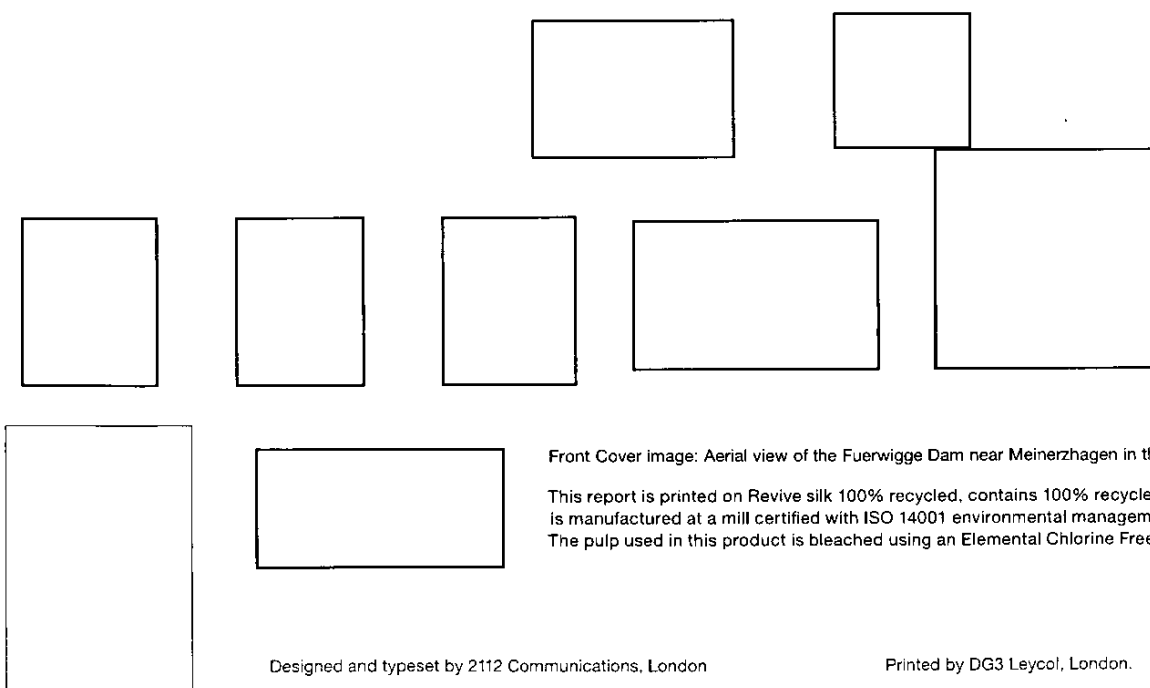 Front Cover image: Aerial view of the Fuerwigge Dam near Meinerzhagen in
This report is printed on Revive silk 100% recycled, contains 100%
is manufactured at a mill certified with ISO 14001 environmental
The pulp used in this product is bleached using an Elemental Chlorine Free
Designed and typeset by 2112 Communications, London
Printed by DG3 Leycol, London.